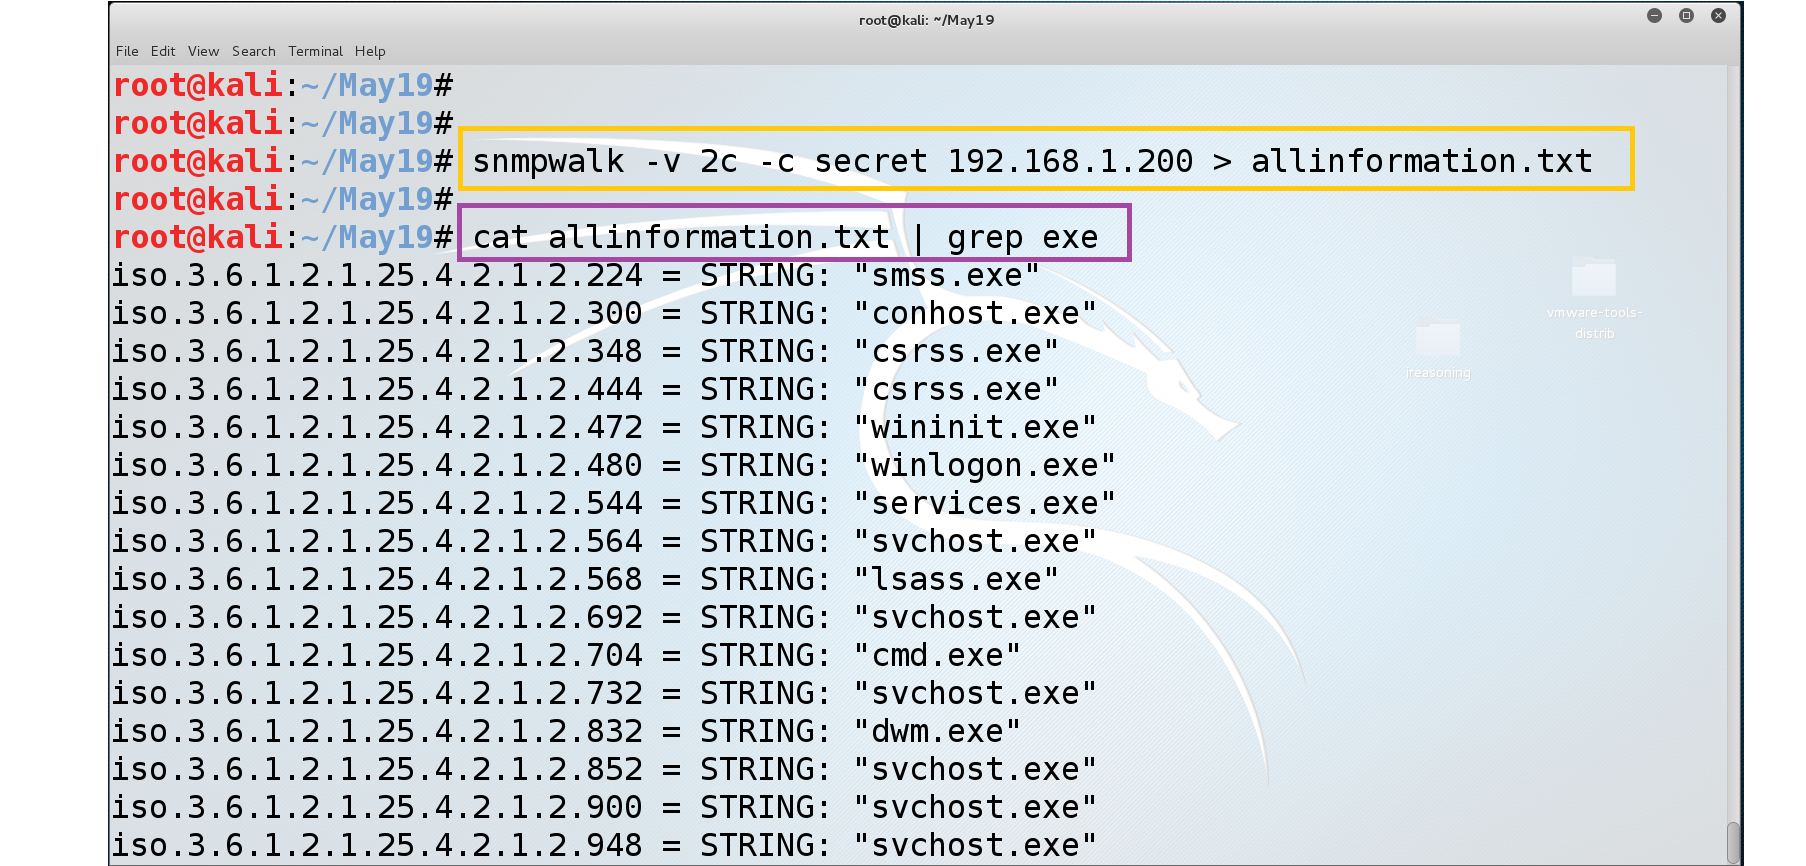 root@kali: ~/May19
File Edit View Search Terminal Help
root@kali:~/May19#
root@kali:~/May19#
root@kali:~/May19# snmpwalk -v 2c -c secret 192.168.1.200 > allinformation.txt
root@kali:~/May19#
root@kali:~/May19# cat allinformation.txt | grep exe
iso.3.6.1.2.1.25.4.2.1.2.224 = STRING: "smss.exe"
iso.3.6.1.2.1.25.4.2.1.2.300 = STRING: "conhost.exe"
iso.3.6.1.2.1.25.4.2.1.2.348 = STRING: "csrss.exe"
iso.3.6.1.2.1.25.4.2.1.2.444 = STRING: "csrss.exe"
iso.3.6.1.2.1.25.4.2.1.2.472 = STRING: "wininit.exe"
iso.3.6.1.2.1.25.4.2.1.2.480 = STRING: "winlogon.exe"
iso.3.6.1.2.1.25.4.2.1.2.544 = STRING: "services.exe"
iso.3.6.1.2.1.25.4.2.1.2.564 = STRING: "svchost.exe"
iso.3.6.1.2.1.25.4.2.1.2.568 = STRING: "lsass.exe"
iso.3.6.1.2.1.25.4.2.1.2.692 = STRING: "svchost.exe"
iso.3.6.1.2.1.25.4.2.1.2.704 = STRING: "cmd.exe"
iso.3.6.1.2.1.25.4.2.1.2.732 = STRING: "svchost.exe"
iso.3.6.1.2.1.25.4.2.1.2.832 = STRING: "dwm.exe"
iso.3.6.1.2.1.25.4.2.1.2.852 = STRING: "svchost.exe"
iso.3.6.1.2.1.25.4.2.1.2.900 = STRING: "svchost.exe"
iso.3.6.1.2.1.25.4.2.1.2.948 = STRING: "svchost.exe"
vmware-tools-
distrib
ireasoning